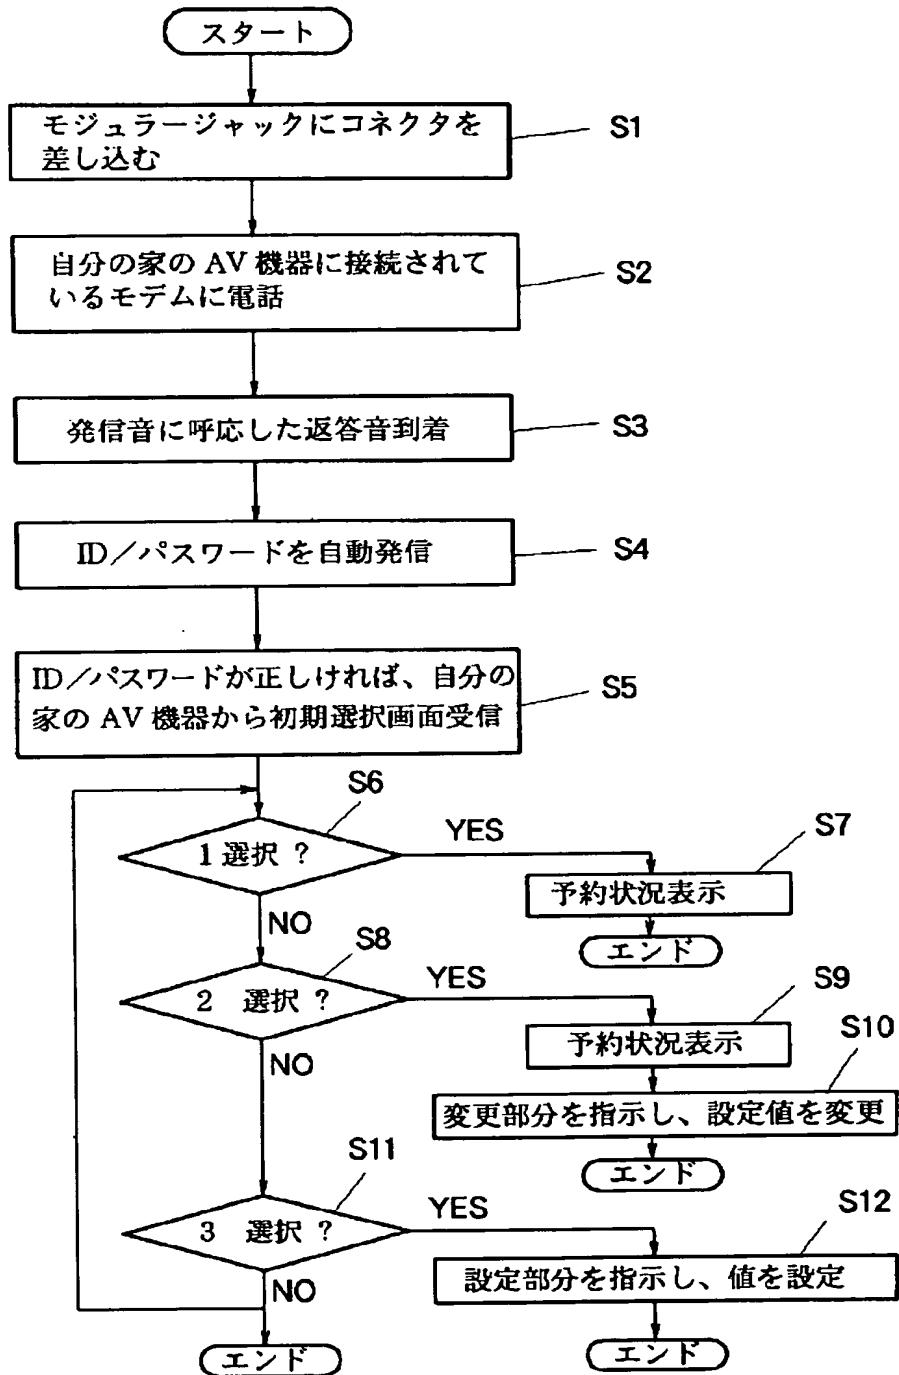 スタート
モジュラージャックにコネクタを
差し込む
S1
自分の家の AV 機器に接続されて
いるモデムに電話
S2
発信音に呼応した返答音到着
S3
ID/パスワードを自動発信
S4
ID/パスワードが正しければ、自分の
家の AV 機器から初期選択画面受信
S5
S6
1 選択 ?
YES
NO
S7
予約状況表示
エンド
S8
2 選択 ?
YES
NO
S9
予約状況表示
S10
変更部分を指示し、設定値を変更
エンド
S11
3 選択 ?
YES
NO
S12
設定部分を指示し、値を設定
エンド
エンド